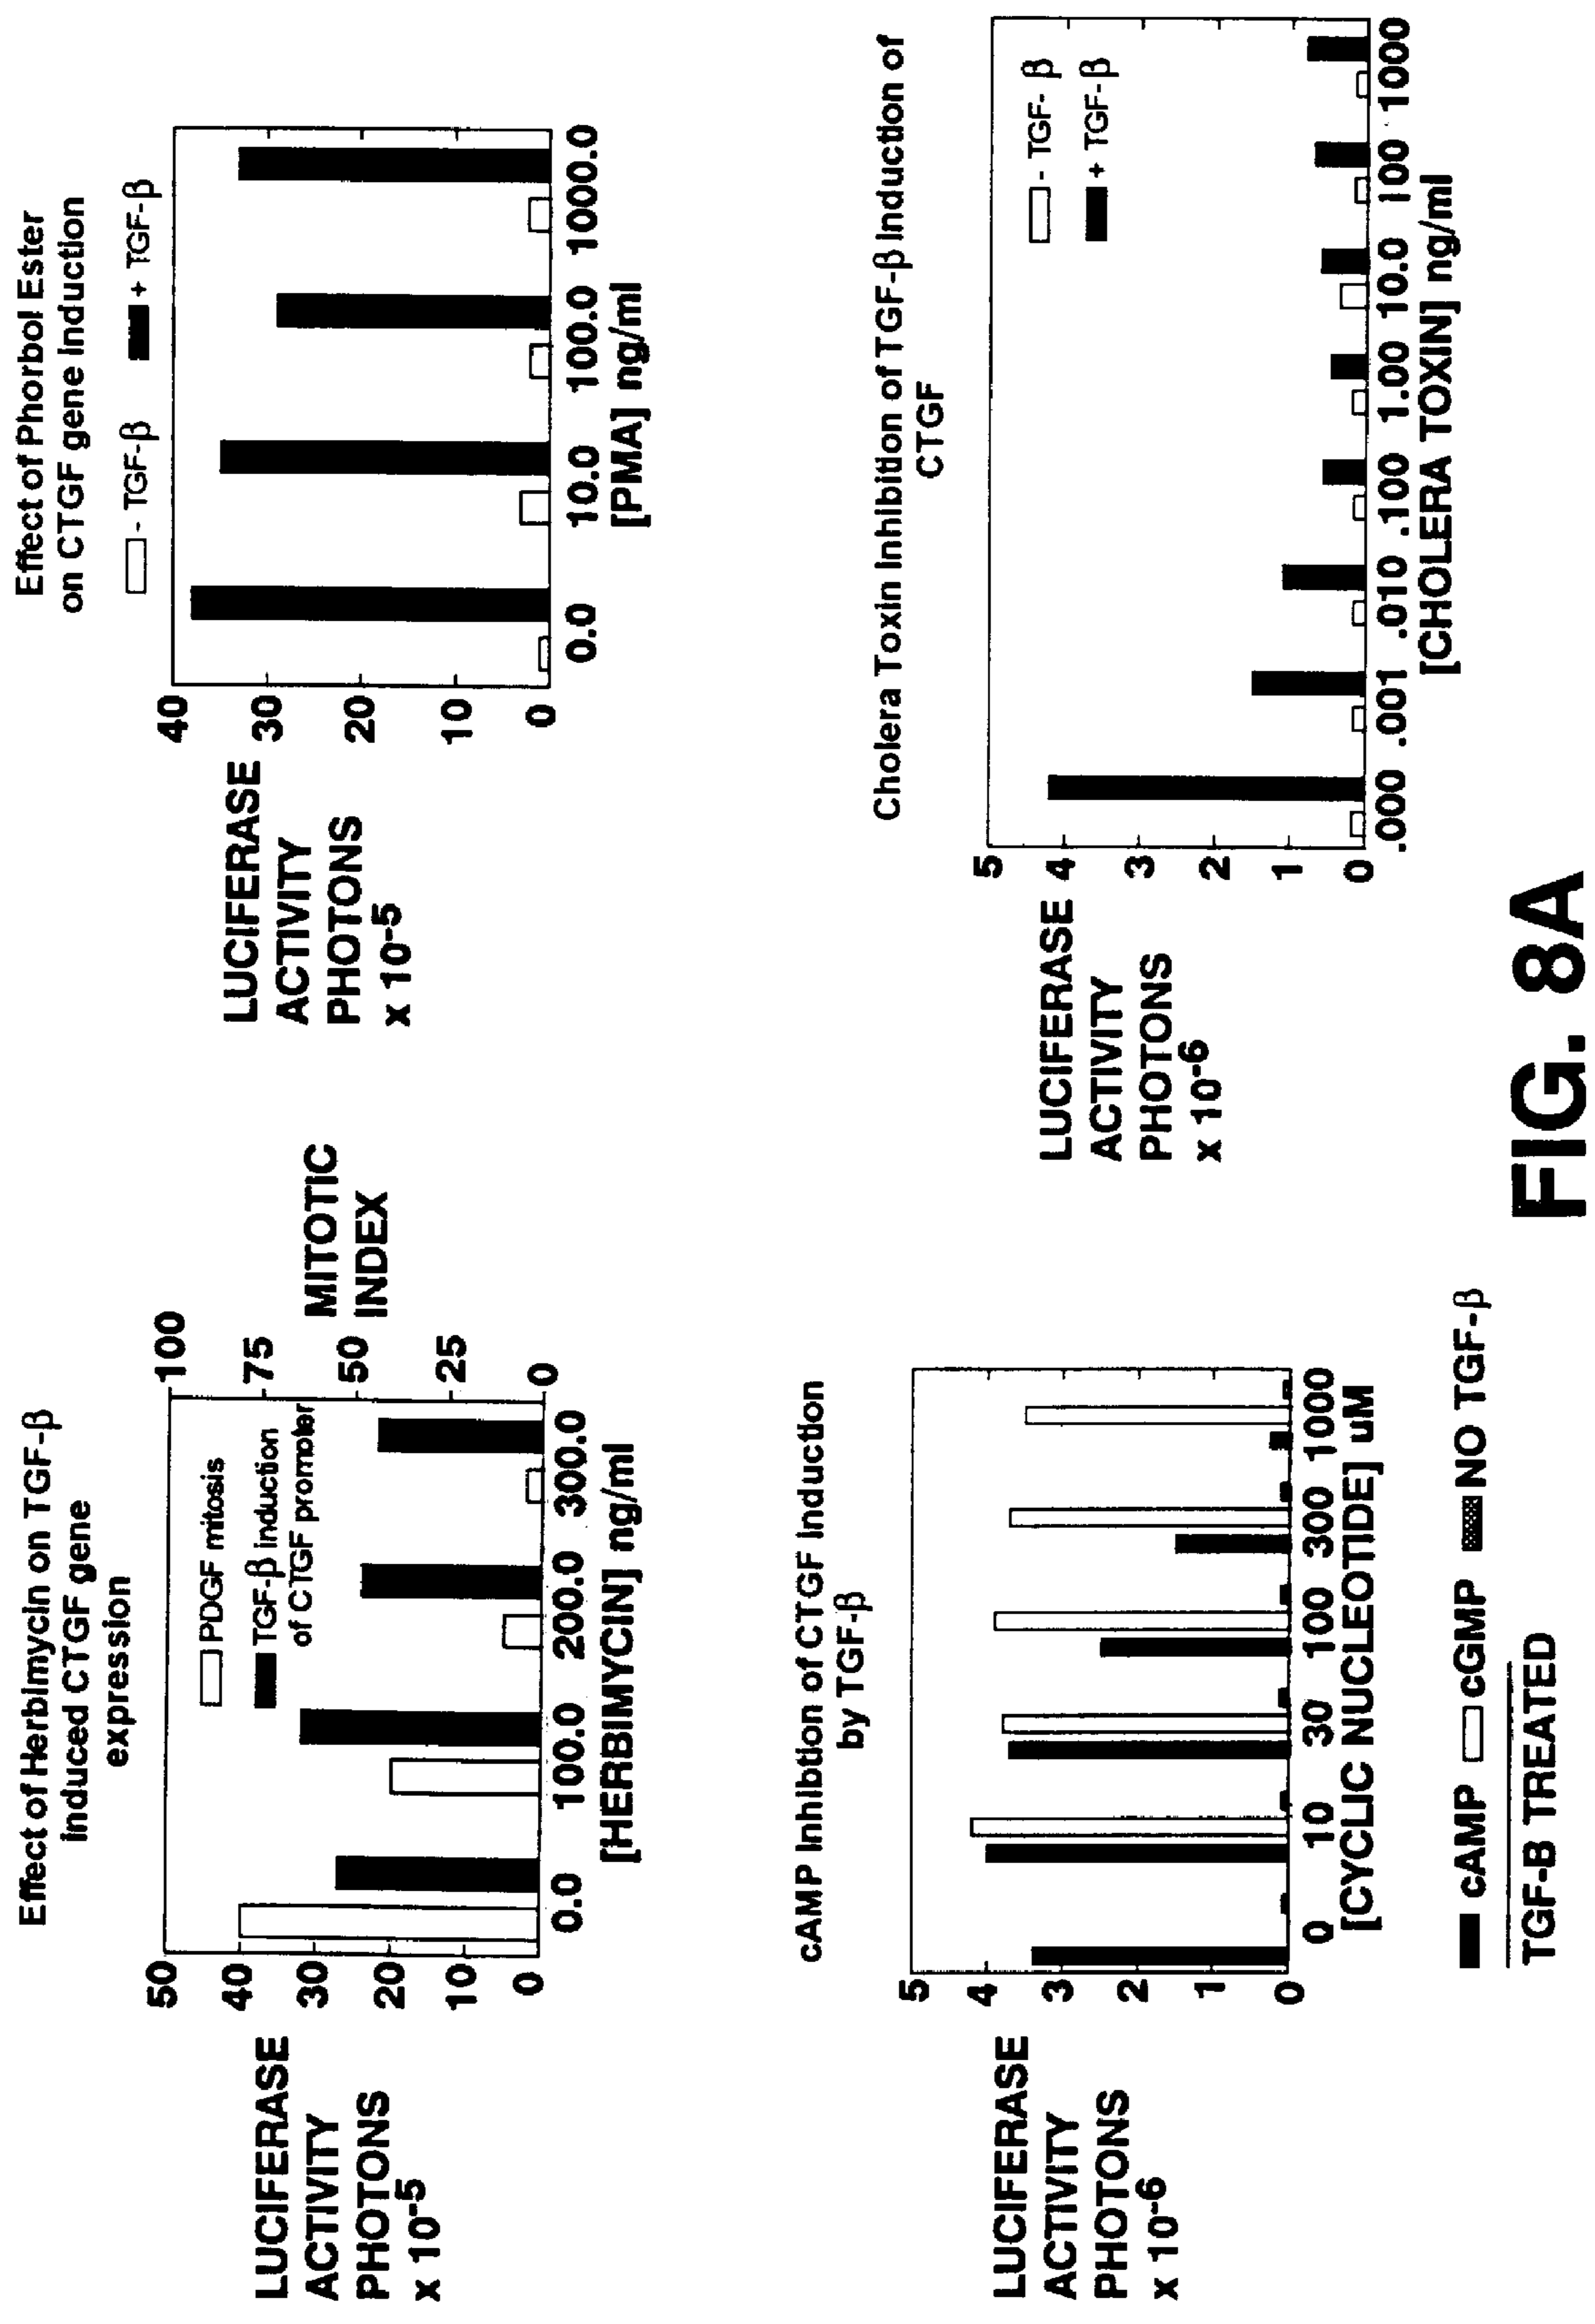 Effect of Herbimycin on TGF-β
induced CTGF gene
expression
LUCIFERASE
ACTIVITY
PHOTONS
x 10⁻⁵
50
40
30
20
10
0
PDGF mitosis
TGF-β induction
of CTGF promoter
100
75
50
25
0
MITOTIC
INDEX
0.0 100.0 200.0 300.0
[HERBIMYCIN] ng/ml
Effect of Phorbol Ester
on CTGF gene Induction
- TGF-β + TGF-β
LUCIFERASE
ACTIVITY
PHOTONS
x 10⁻⁵
40
30
20
10
0
0.0 10.0 100.0 1000.0
[PMA] ng/ml
cAMP Inhibtion of CTGF Induction
by TGF-β
LUCIFERASE
ACTIVITY
PHOTONS
x 10⁻⁶
5
4
3
2
1
0
0 10 30 100 300 1000
[CYCLIC NUCLEOTIDE] uM
cAMP cGMP NO TGF-β
TGF-B TREATED
Cholera Toxin Inhibition of TGF-β Induction of
CTGF
LUCIFERASE
ACTIVITY
PHOTONS
x 10⁻⁶
5
4
3
2
1
0
- TGF- β
+ TGF-β
.000 .001 .010 .100 1.00 10.0 100 1000
[CHOLERA TOXIN] ng/ml
FIG. 8A